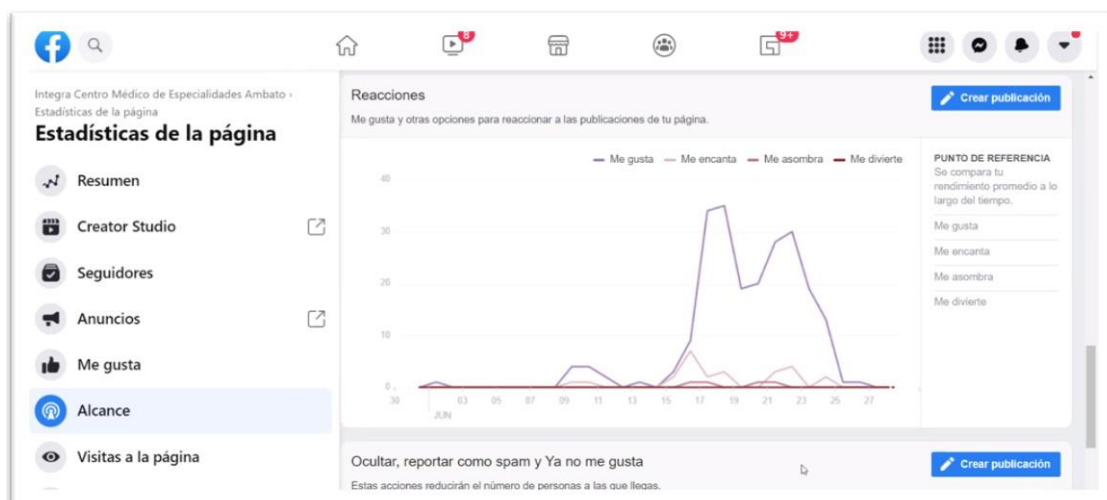 8
9+
Integra Centro Médico de Especialidades Ambato ›
Estadísticas de la página
Estadísticas de la página
Resumen
Creator Studio
Seguidores
Anuncios
Me gusta
Alcance
Visitas a la página
Reacciones
Me gusta y otras opciones para reaccionar a las publicaciones de tu página.
Crear publicación
Me gusta Me encanta Me asombra Me divierte
40
30
20
10
0
30 03 05 07 09 11 13 15 17 19 21 23 25 27
JUN
PUNTO DE REFERENCIA
Se compara tu
rendimiento promedio a lo
largo del tiempo.
Me gusta
Me encanta
Me asombra
Me divierte
Ocultar, reportar como spam y Ya no me gusta
Estas acciones reducirán el número de personas a las que llegas.
Crear publicación